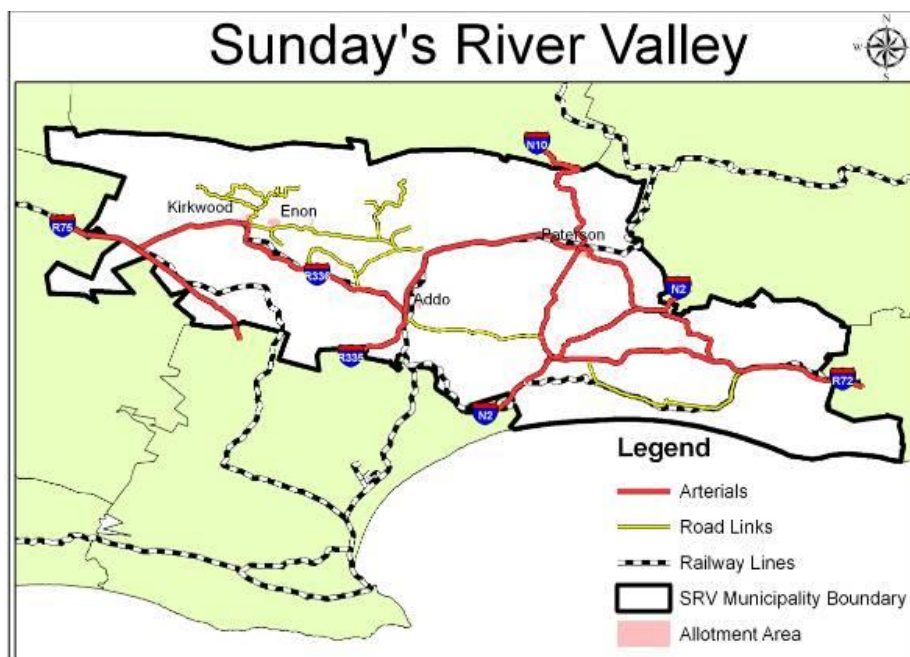 Sunday's River Valley
N
W E
S
N10
Kirkwood
Enon
R75
Paterson
R336
N2
Addo
R335
R72
N2
Legend
Arterials
Road Links
Railway Lines
SRV Municipality Boundary
Allotment Area